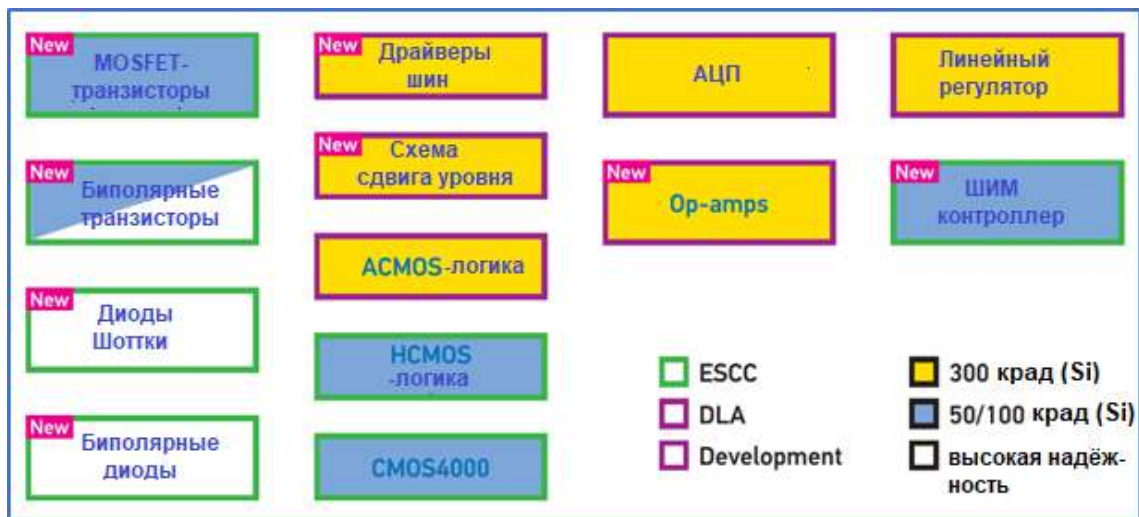 New
MOSFET-
транзисторы
New
Биполярные
транзисторы
New
Диоды
Шоттки
New
Биполярные
диоды
New
Драйверы
шин
New
Схема
сдвига уровня
ACMOS-логика
HCMOS
-логика
CMOS4000
АЦП
New
Op-amps
Линейный
регулятор
New
ШИМ
контроллер
ESCC
DLA
Development
300 крад (Si)
50/100 крад (Si)
высокая надёж-
ность